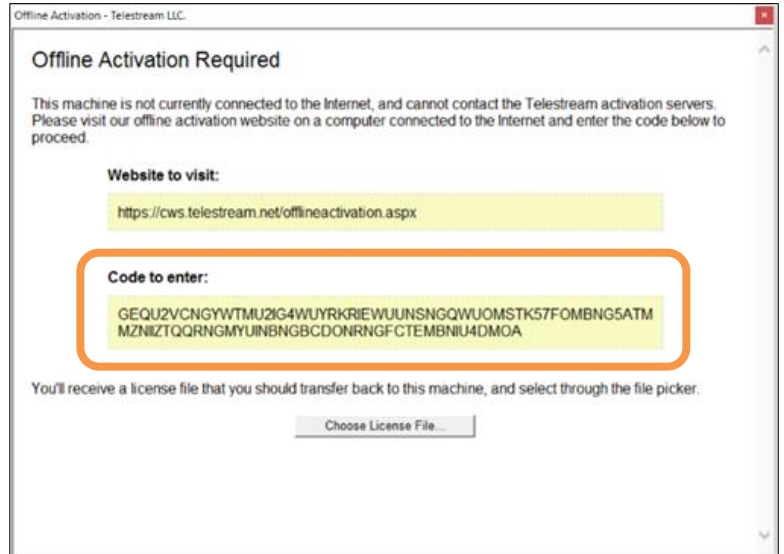 Offline Activation - Telestream LLC.
Offline Activation Required
This machine is not currently connected to the Internet, and cannot contact the Telestream activation servers.
Please visit our offline activation website on a computer connected to the Internet and enter the code below to
proceed.
Website to visit:
https://cws.telestream.net/offlineactivation.aspx
Code to enter:
GEQU2VCNGYWTMU2IG4WUYRKRIEWUUNSNGQWUOMSTK57FOMBNG5ATM
MZNIIZTQQRNGMYUINBNGBCDONRNGFCTEMBNIU4DMOA
You'll receive a license file that you should transfer back to this machine, and select through the file picker.
Choose License File...